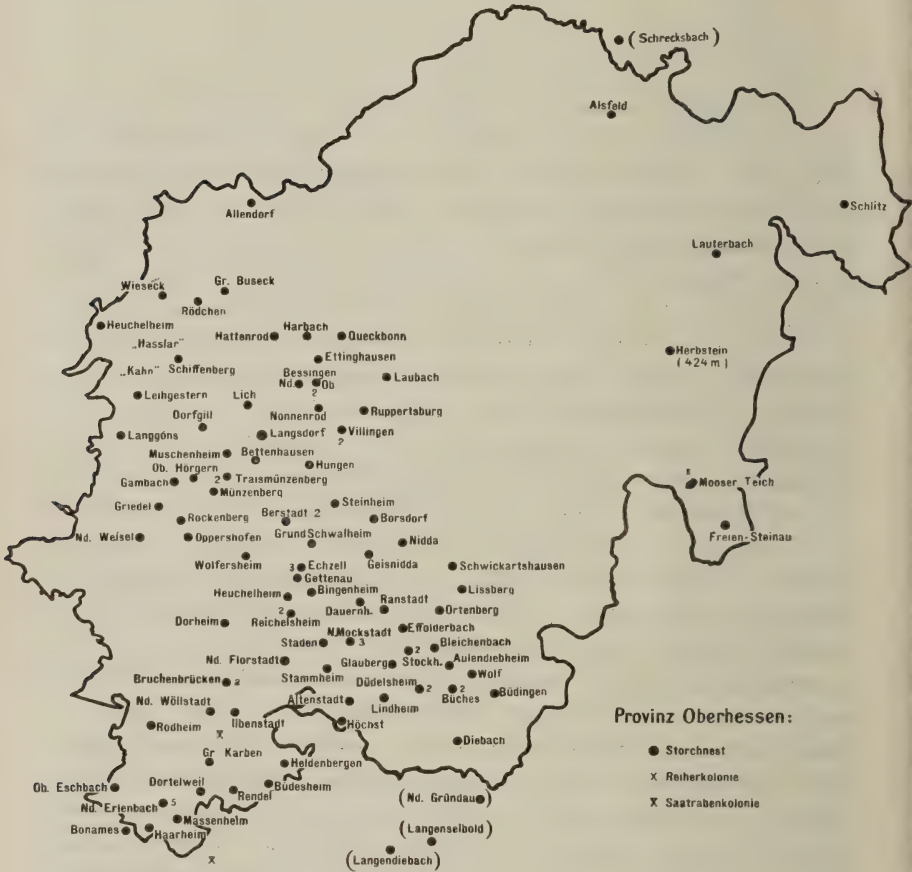 (Schrecksbach)
Alsfeld
Allendorf
Schlitz
Lauterbach
Gr. Buseck
Wieseck
Rödchen
Heuchelheim
Hattenrod
Harbach
Queckbonn
"Hasslar"
Ettinghausen
Herbstein
(424m)
"Kahn" Schiffenberg
Bessingen
Nd. Ob
2
Laubach
Leihgestern
Lich
Nonnenrod
Ruppertsburg
Dorfgill
Langgöns
Langsdorf
Villingen
2
Muschenheim
Bettenhausen
Hungen
Ob. Hörgern
Gambach
2 Traismünzenberg
Münzenberg
x
Mooser Teich
Griedel
Steinheim
Rockenberg
Berstadt 2
Borsdorf
Freien-Steinau
Nd. Weisel
Oppershofen
Grund Schwalheim
Nidda
Wolfersheim
Geisnidda
3 Echzell
Schwickartshausen
Gettenau
Heuchelheim
Bingenheim
Lissberg
Ranstadt
Dauernh.
2
Reichelsheim
Ortenberg
Dorheim
N.Mockstadt
3
Effolderbach
Staden
2
Bleichenbach
Nd. Florstadt
Glauberg
Stockh.
Aulendiebheim
Stammheim
Wolf
Bruchenbrücken 2
Düdelsheim 2
2
Büches
Büdingen
Altenstadt
Lindheim
Nd. Wöllstadt
Ilbenstadt
Höchst
Rodheim
x
Diebach
Gr Karben
Heldenbergen
Ob. Eschbach
Dortelweil
Rendel
Büdesheim
(Nd. Gründau)
Nd. Erlenbach 5
Massenheim
Bonames
Haarheim
(Langenselbold)
x
(Langendiebach)
Provinz Oberhessen:
Storchnest
x Reiherkolonie
x Saatrabenkolonie